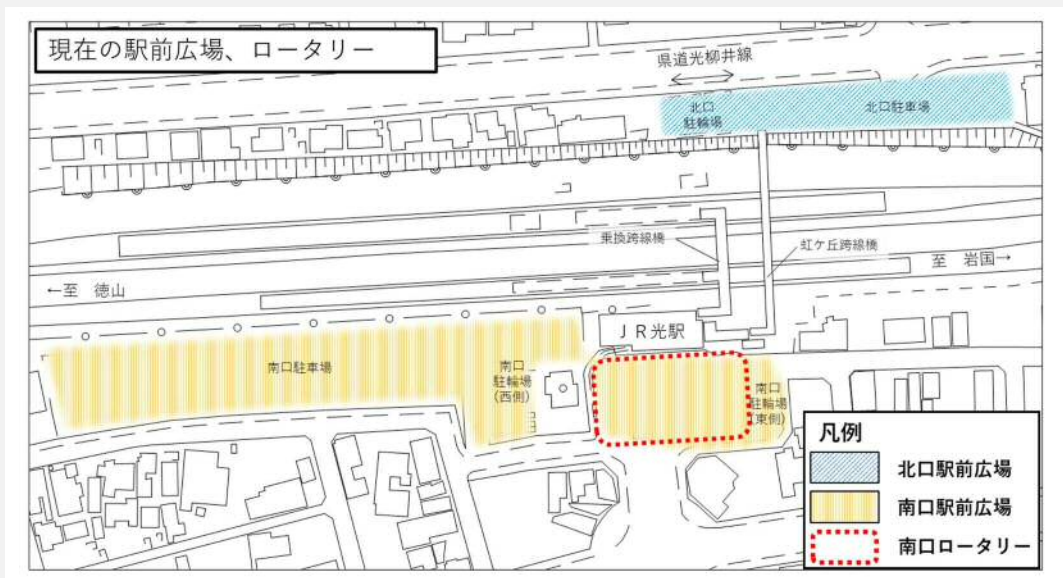 現在の駅前広場、ロータリー
県道光柳井線
北口
駐輪場
北口駐車場
乗換跨線橋
虹ケ丘跨線橋
至 岩国→
←至 徳山
JR光駅
南口駐車場
南口
駐輪場
(西側)
南口
駐輪場
(東側)
凡例
北口駅前広場
南口駅前広場
南口ロータリー